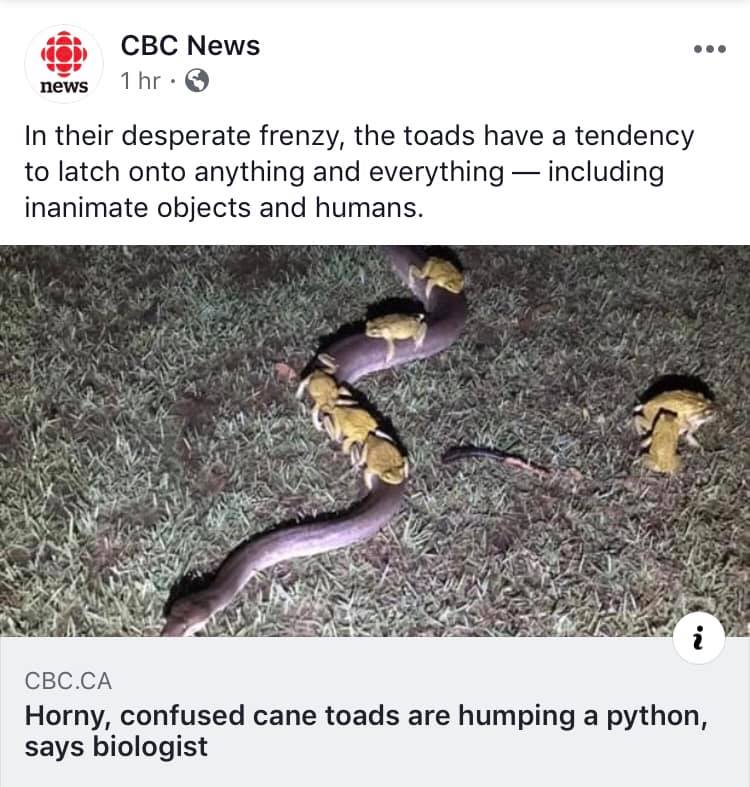 CBC News
news
1 hr ·
In their desperate frenzy, the toads have a tendency
to latch onto anything and everything — including
inanimate objects and humans.
i
CBC.CA
Horny, confused cane toads are humping a python,
says biologist